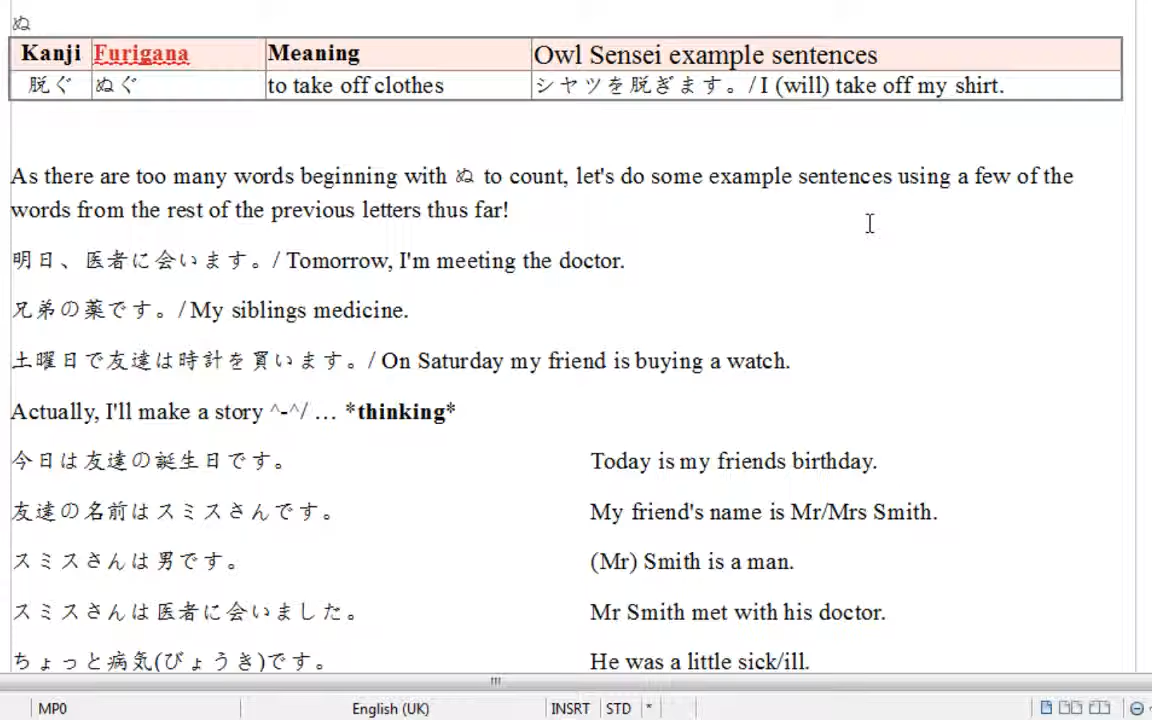 ぬ
Kanji Furigana Meaning Owl Sensei example sentences
脱ぐ ぬぐ to take off clothes シヤツを脱ぎます。/ I (will) take off my shirt.
As there are too many words beginning with ぬ to count, let's do some example sentences using a few of the
words from the rest of the previous letters thus far!
明日、医者に会います。/ Tomorrow, I'm meeting the doctor.
兄弟の薬です。/ My siblings medicine.
土曜日で友達は時計を買います。/ On Saturday my friend is buying a watch.
Actually, I'll make a story ^-^/ … *thinking*
今日は友達の誕生日です。 Today is my friends birthday.
友達の名前はスミスさんです。 My friend's name is Mr/Mrs Smith.
スミスさんは男です。 (Mr) Smith is a man.
スミスさんは医者に会いました。 Mr Smith met with his doctor.
ちょっと病気(びょうき)です。 He was a little sick/ill.
MP0 English (UK) INSRT STD *